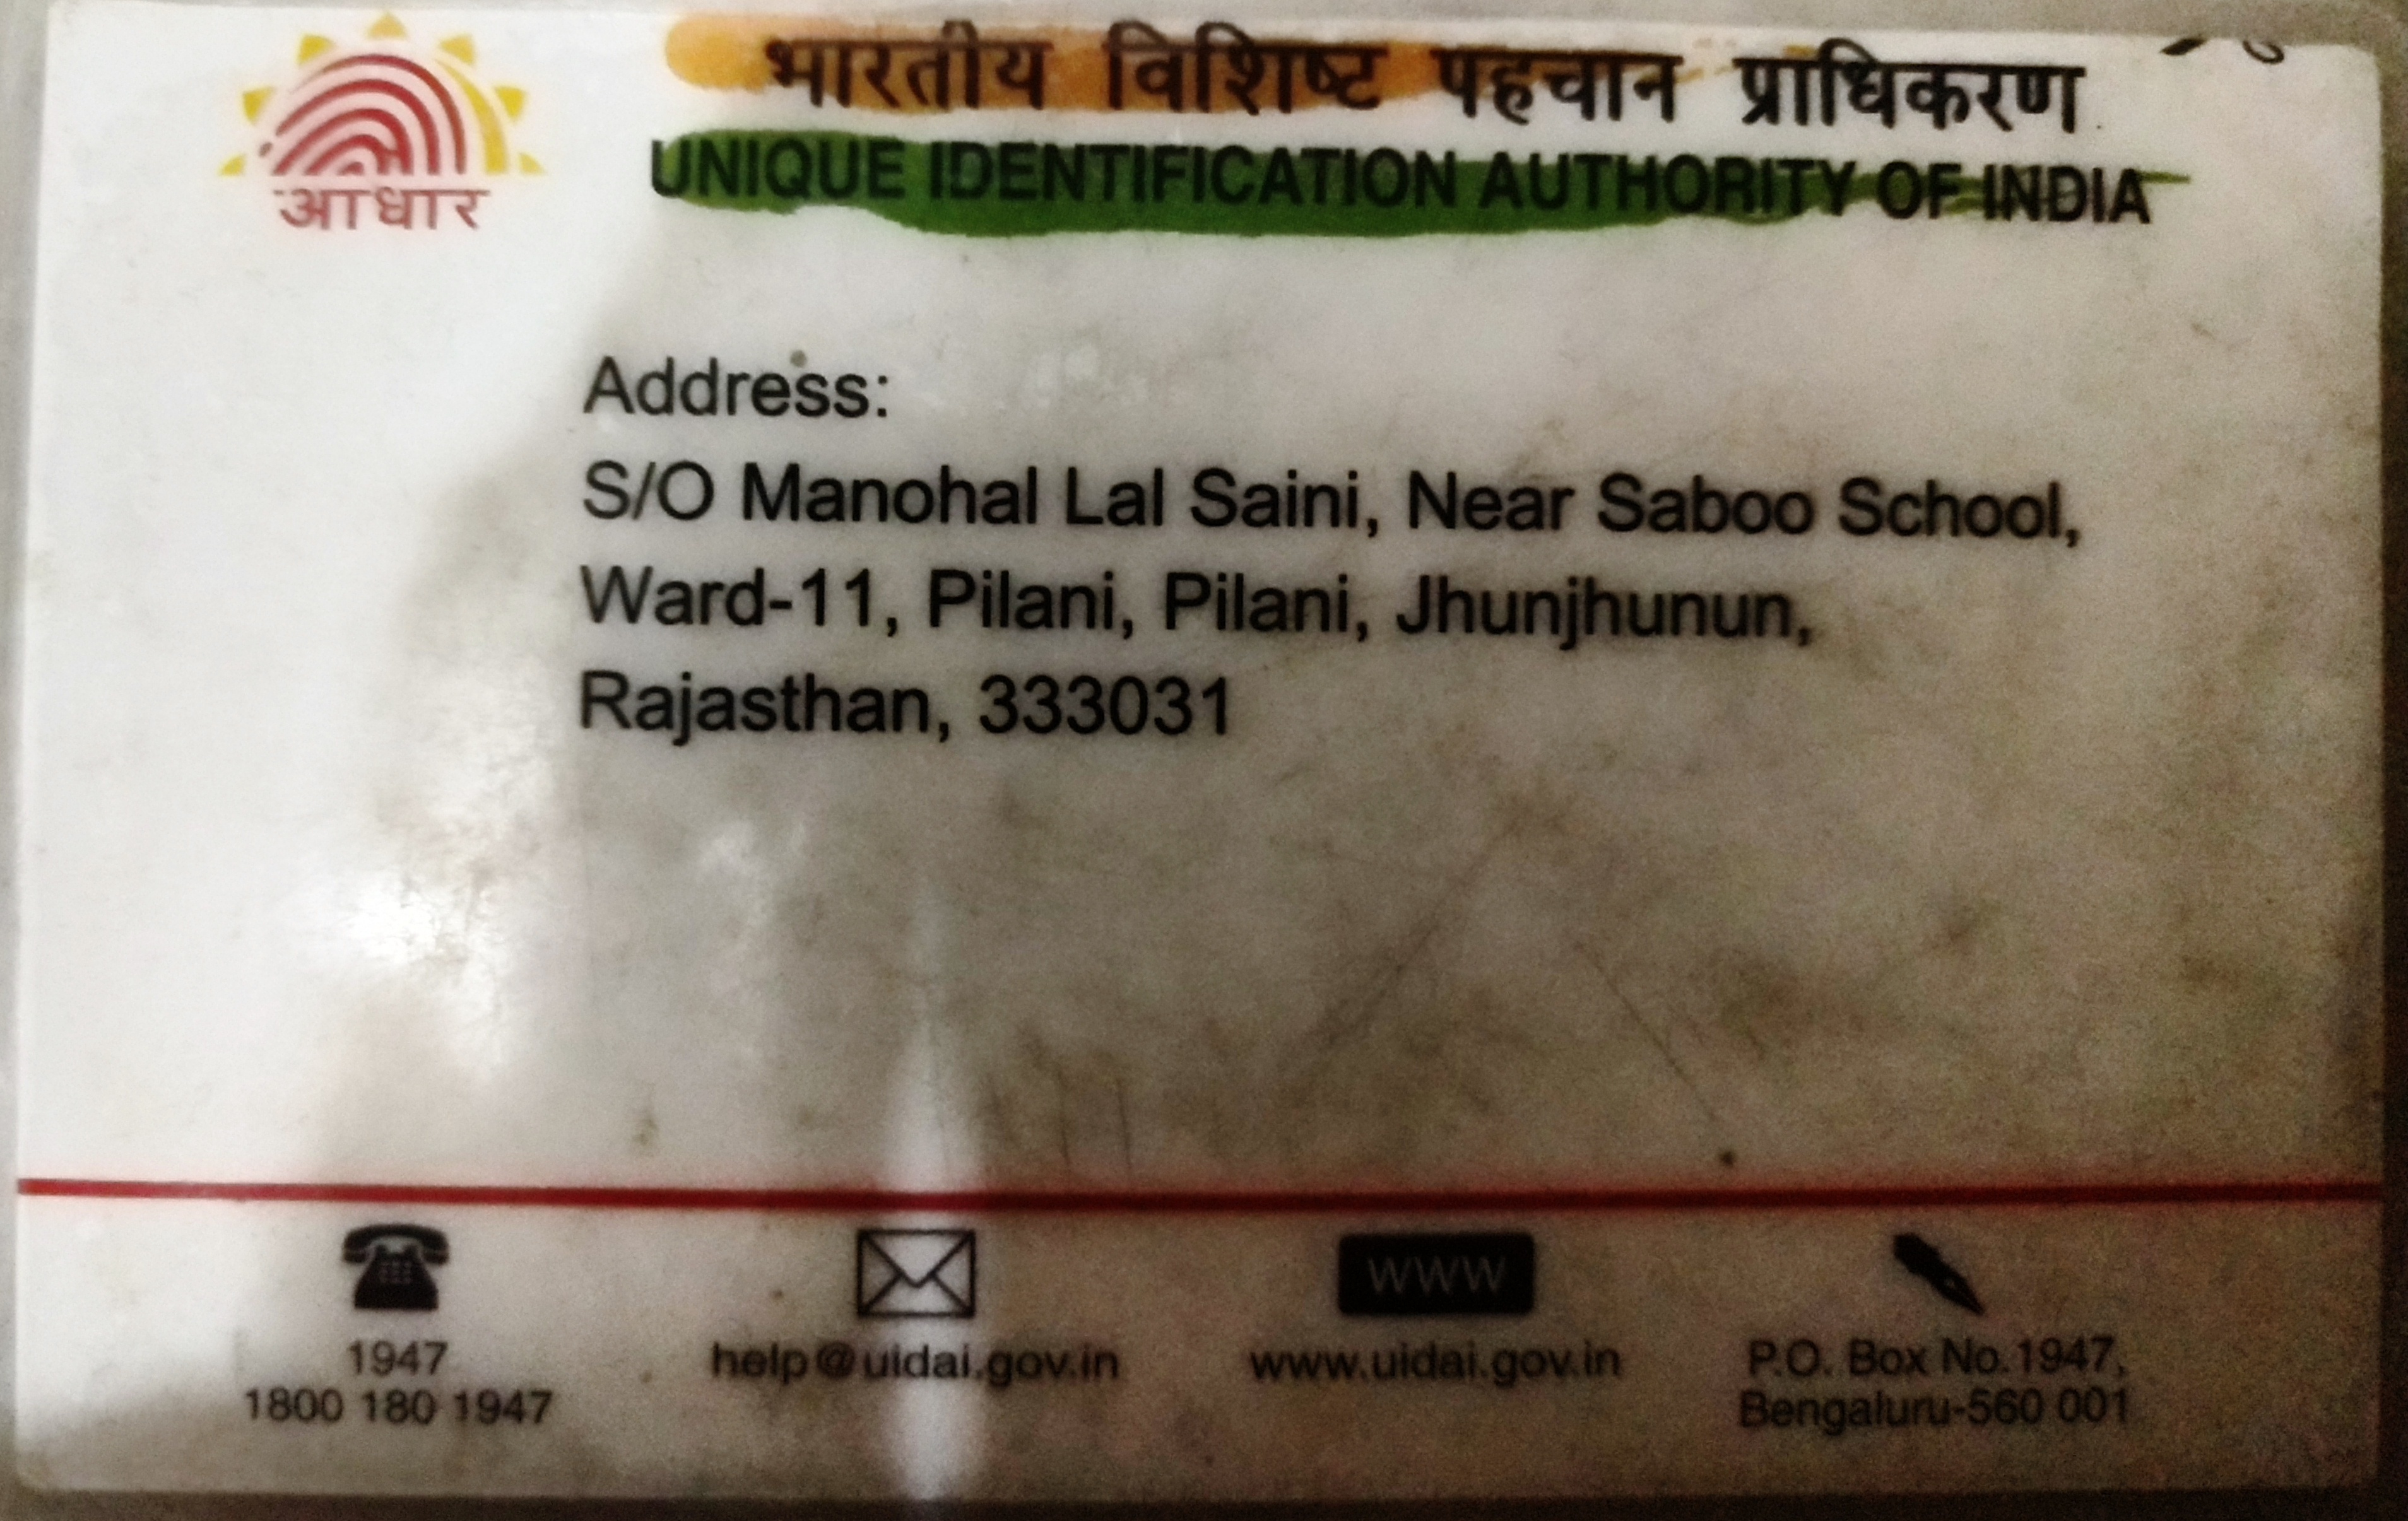 भारतीय विशिष्ट पहचान प्राधिकरण
आधार
UNIQUE IDENTIFICATION AUTHORITY OF INDIA
Address:
S/O Manohal Lal Saini, Near Saboo School,
Ward-11, Pilani, Pilani, Jhunjhunun,
Rajasthan, 333031
WWW
1947
1800 180 1947
help@uidai.gov.in
www.uidai.gov.in
P.O. Box No.1947,
Bengaluru-560 001